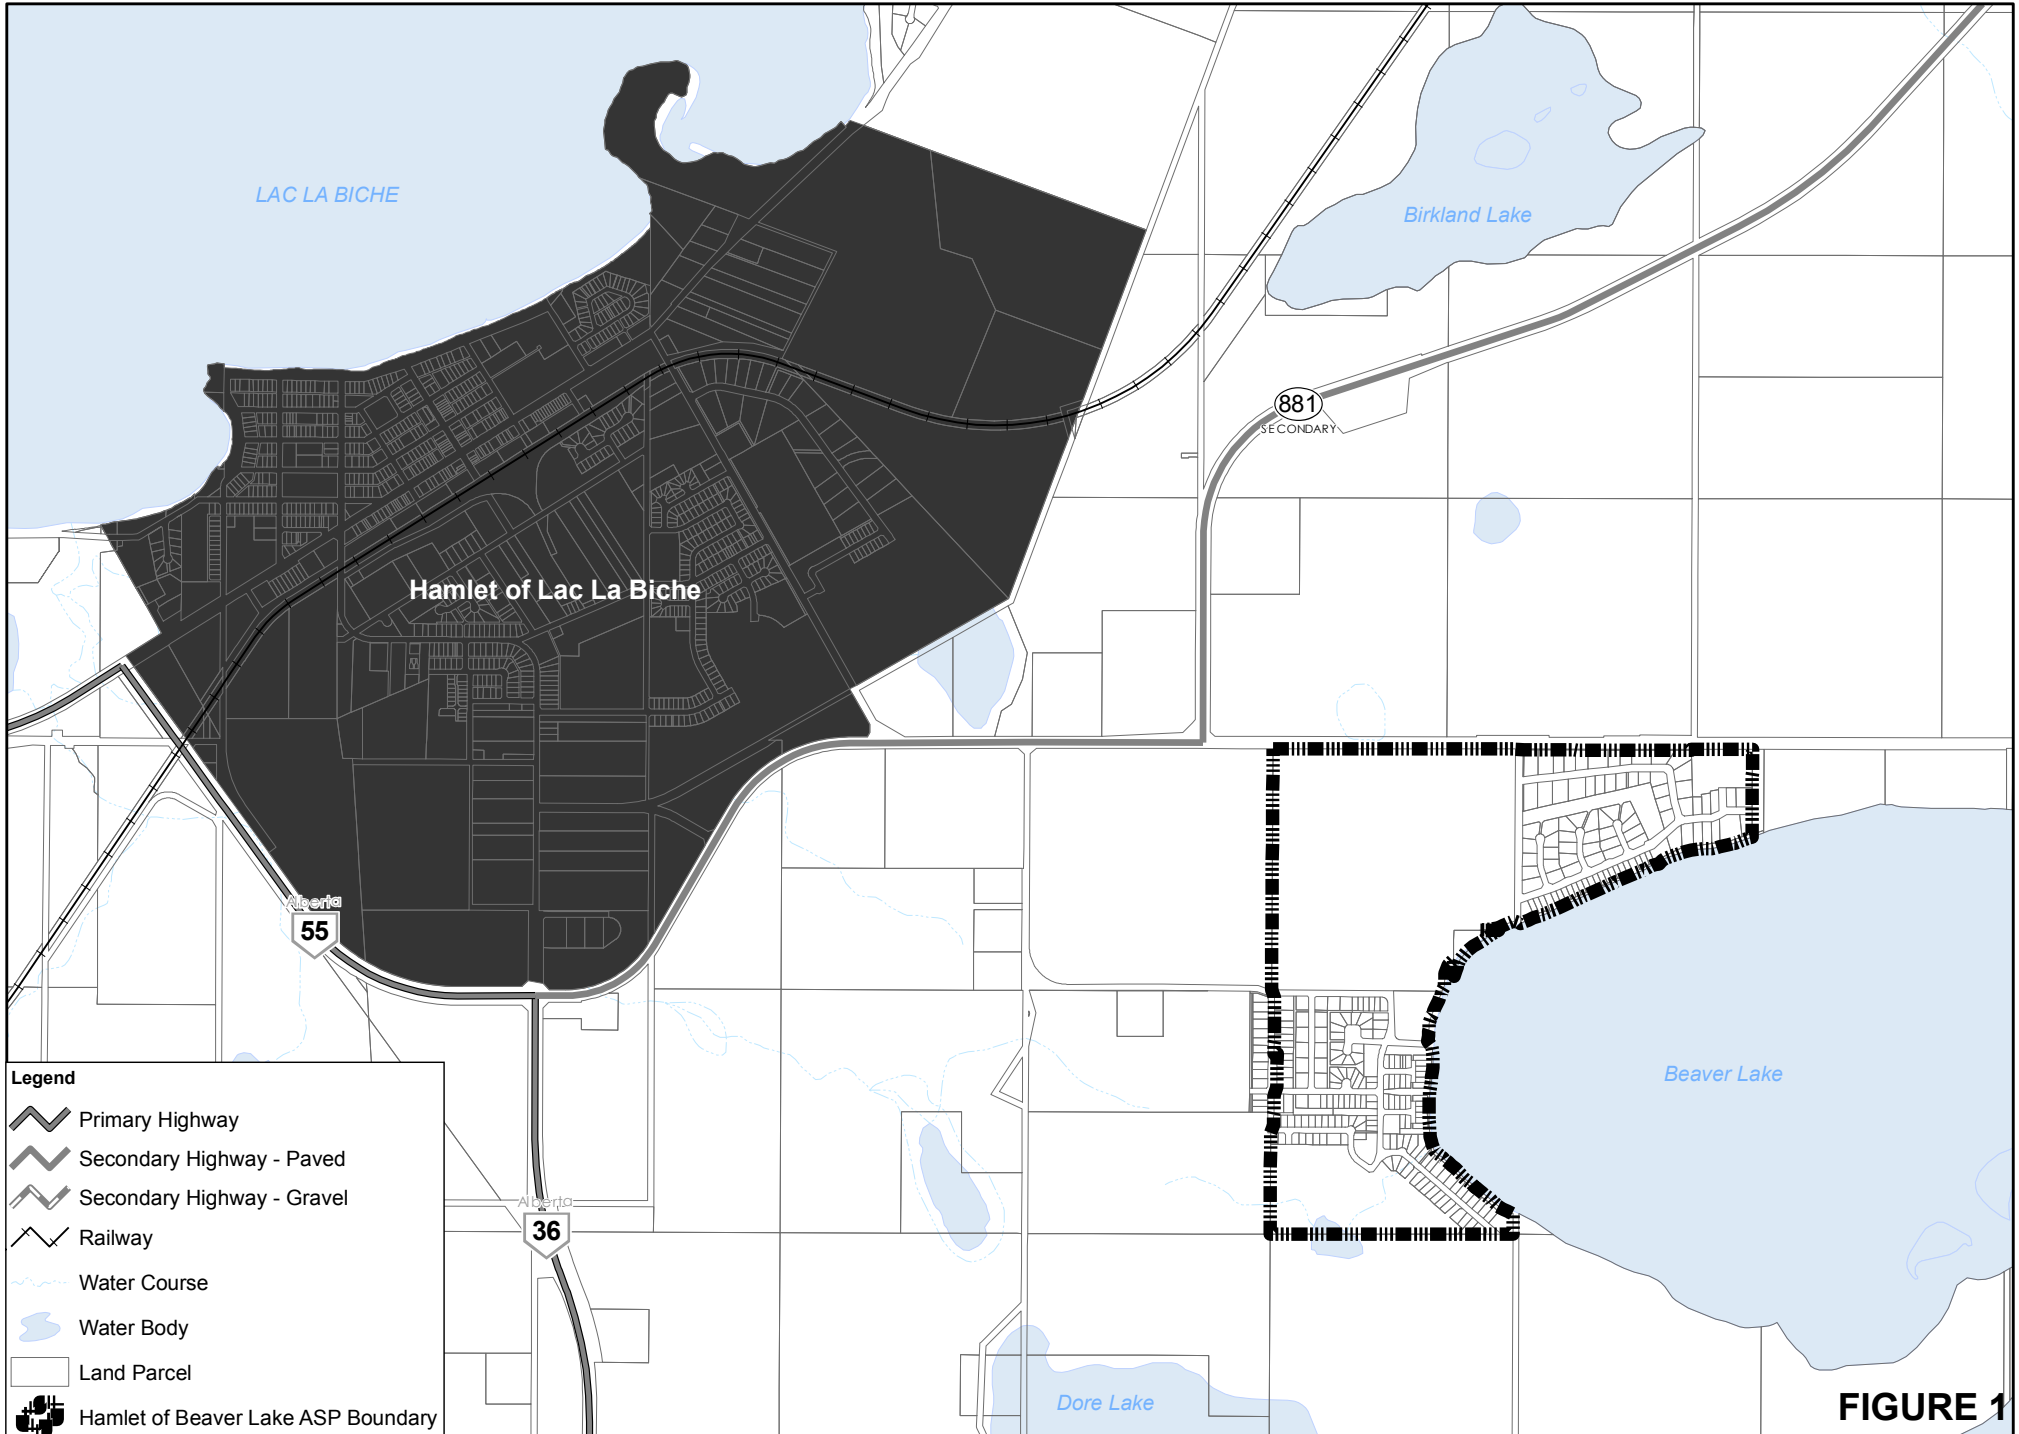 LAC LA BICHE
Birkland Lake
881
SECONDARY
Hamlet of Lac La Biche
Alberta
55
Beaver Lake
Alberta
36
Dore Lake
Legend
Primary Highway
Secondary Highway - Paved
Secondary Highway - Gravel
Railway
Water Course
Water Body
Land Parcel
Hamlet of Beaver Lake ASP Boundary
FIGURE 1